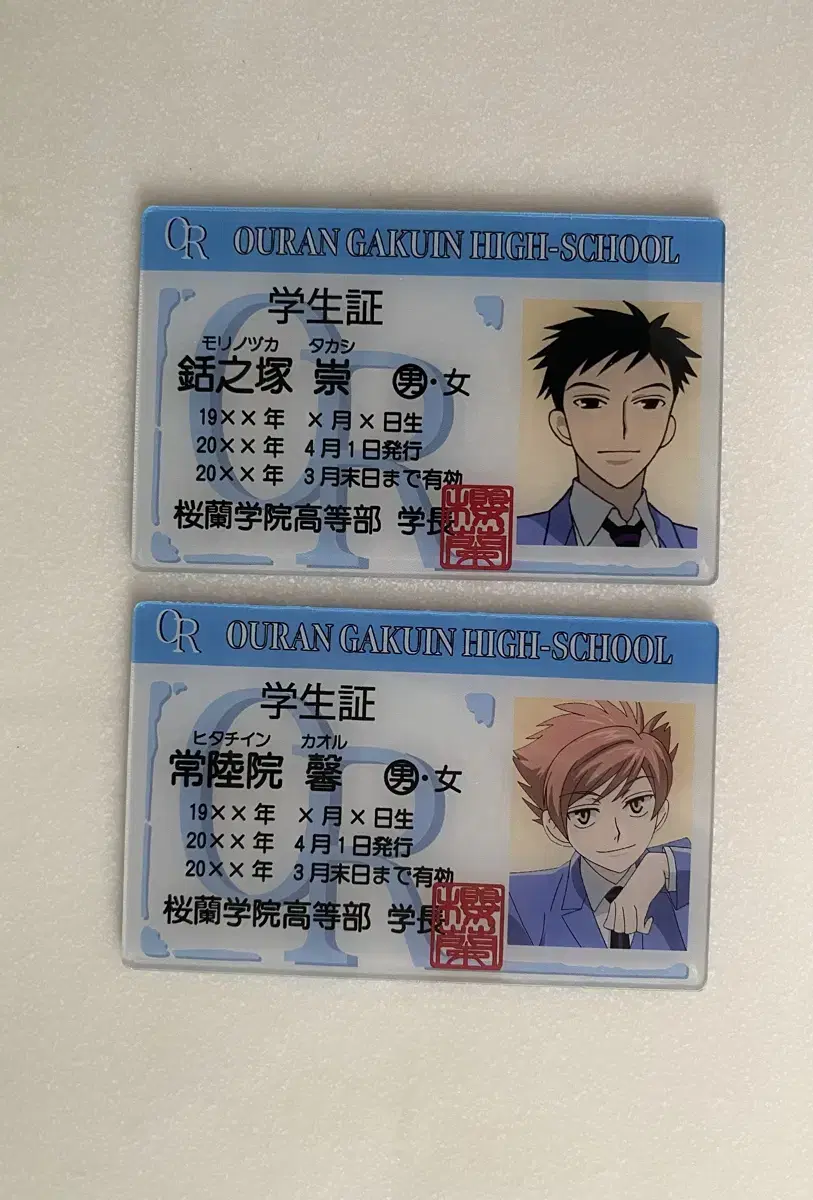 OR OURAN GAKUIN HIGH-SCHOOL
学生証
モリノヅカ タカシ
銛之塚 崇 男・女
19××年 ×月×日生
20××年 4月1日発行
20××年 3月末日まで有効
桜蘭学院高等部 学長
櫻蘭
OR OURAN GAKUIN HIGH-SCHOOL
学生証
ヒタチイン カオル
常陸院 馨 男・女
19××年 ×月×日生
20××年 4月1日発行
20××年 3月末日まで有効
桜蘭学院高等部 学長
櫻蘭